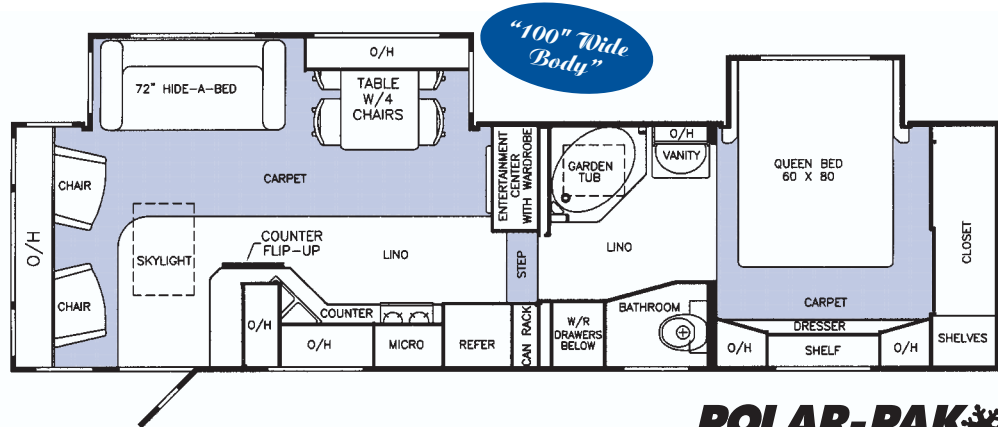 "100" Wide
Body"
O/H
72" HIDE-A-BED
TABLE
W/4
CHAIRS
CHAIR
CARPET
ENTERTAINMENT
CENTER
WITH WARDROBE
GARDEN
TUB
O/H
VANITY
QUEEN BED
60 X 80
CLOSET
O/H
SKYLIGHT
COUNTER
FLIP-UP
LINO
STEP
LINO
CHAIR
COUNTER
O/H
O/H
MICRO
REFER
CAN RACK
W/R
DRAWERS
BELOW
BATHROOM
CARPET
DRESSER
O/H
SHELF
O/H
SHELVES
POLAR-PAK